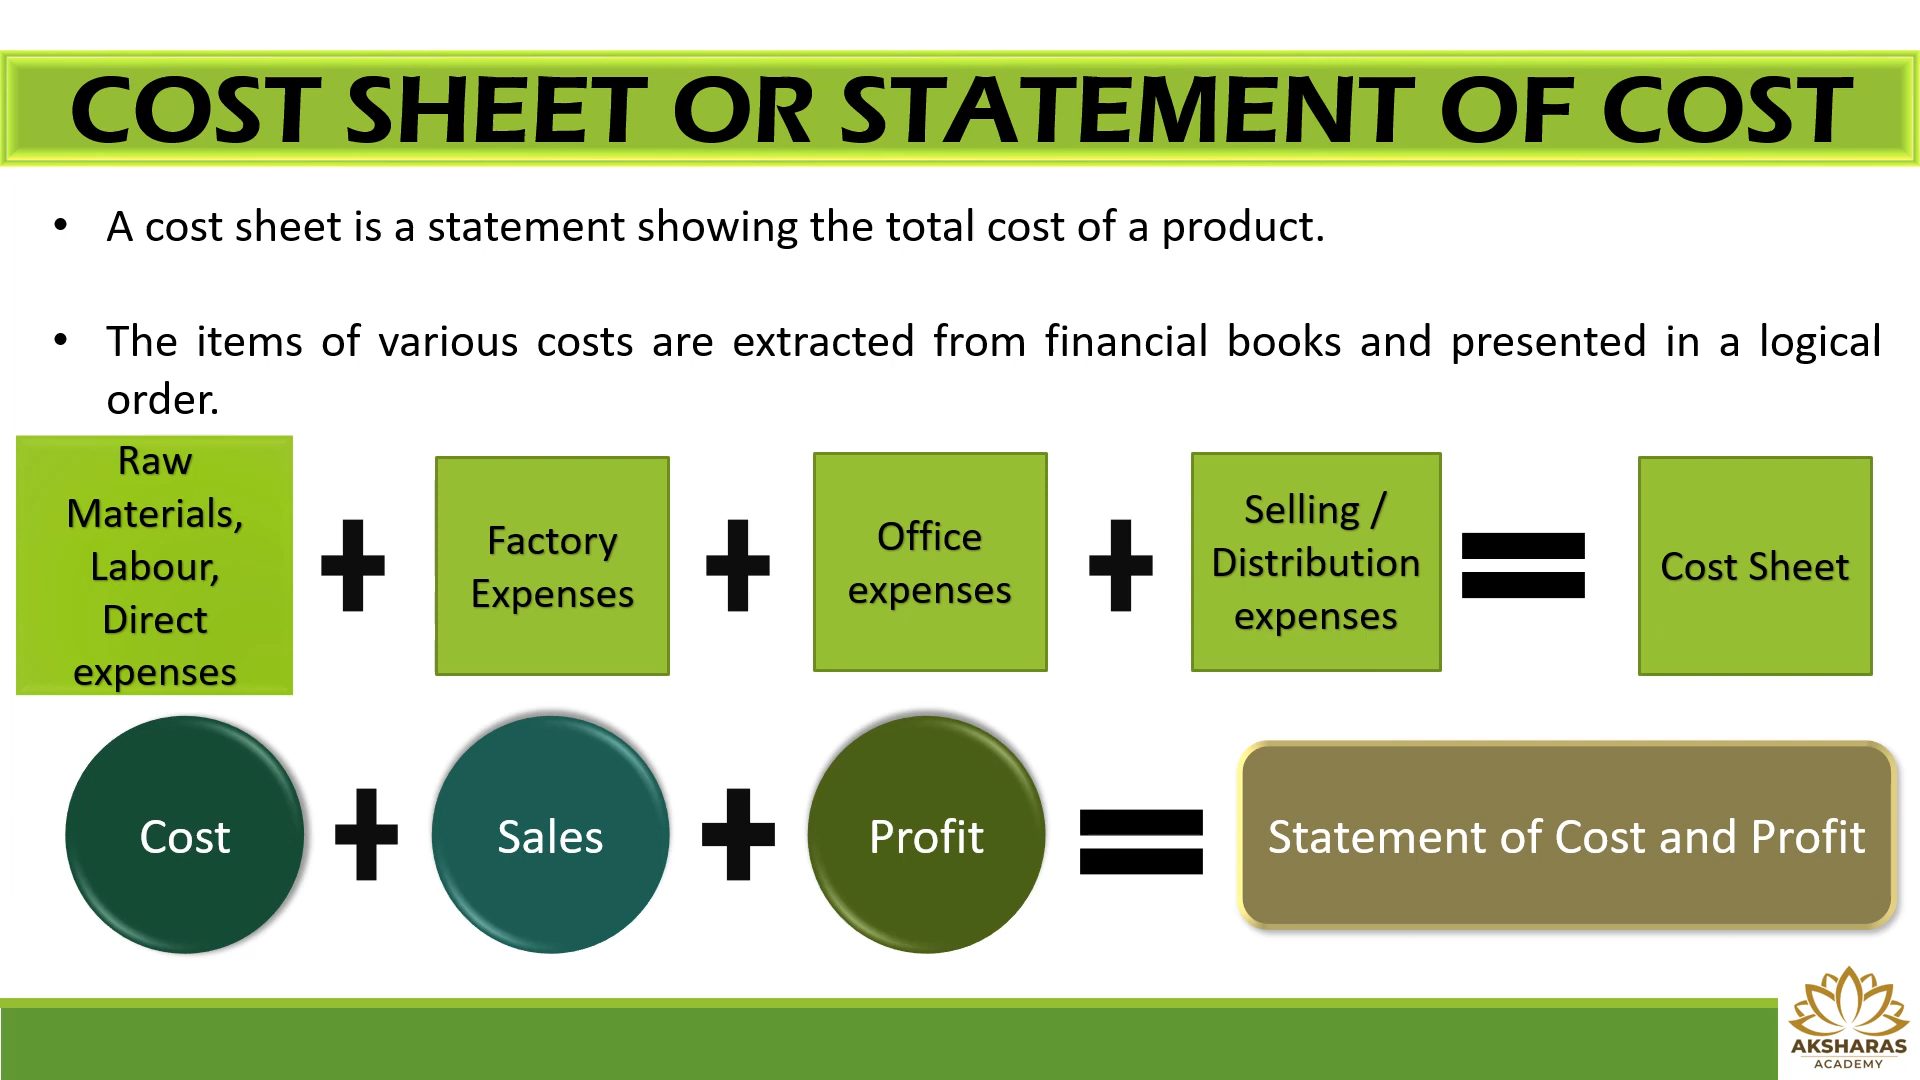 COST SHEET OR STATEMENT OF COST
• A cost sheet is a statement showing the total cost of a product.
• The items of various costs are extracted from financial books and presented in a logical
order.
Raw
Materials,
Labour,
Direct
expenses
Factory
Expenses
Office
expenses
Selling /
Distribution
expenses
Cost Sheet
Cost
Sales
Profit
Statement of Cost and Profit
AKSHARAS
ACADEMY